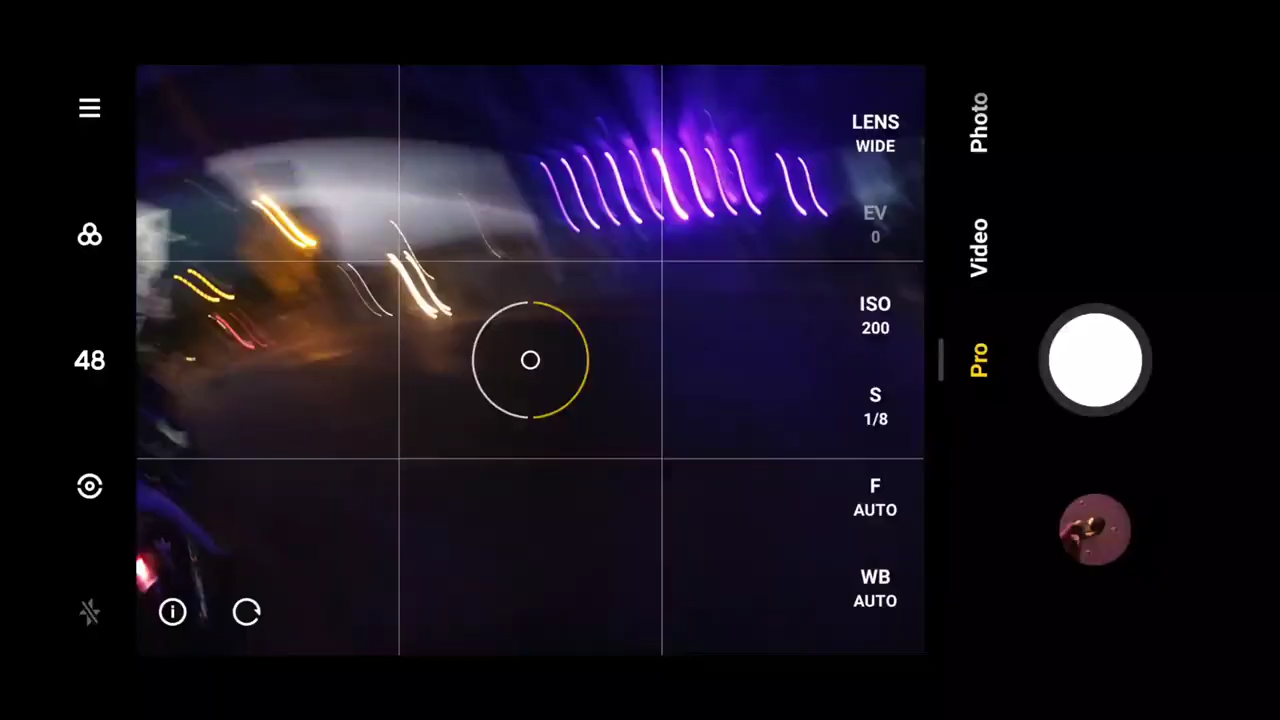 LENS
WIDE
EV
0
ISO
200
S
1/8
F
AUTO
WB
AUTO
48
Photo
Video
Pro